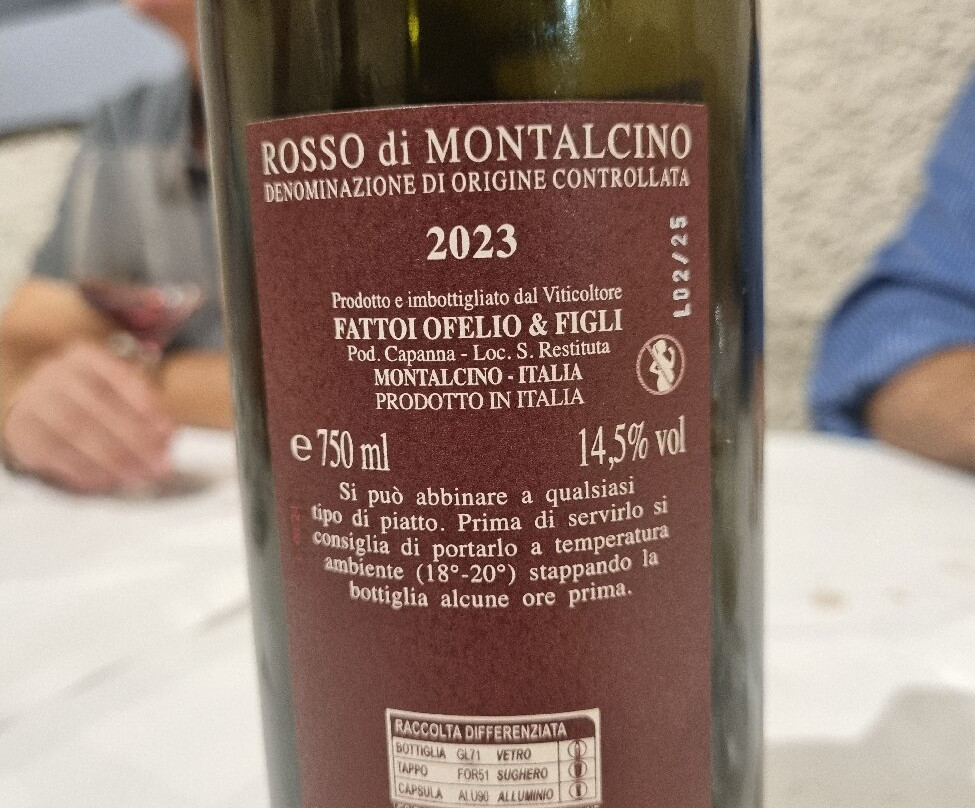 ROSSO di MONTALCINO
DENOMINAZIONE DI ORIGINE CONTROLLATA
2023
L02/25
Prodotto e imbottigliato dal Viticoltore
FATTOI OFELIO & FIGLI
Pod. Capanna - Loc. S. Restituta
MONTALCINO - ITALIA
PRODOTTO IN ITALIA
e 750 ml 14,5% vol
Si può abbinare a qualsiasi
tipo di piatto. Prima di servirlo si
consiglia di portarlo a temperatura
ambiente (18°-20°) stappando la
bottiglia alcune ore prima.
RACCOLTA DIFFERENZIATA
BOTTIGLIA GL71 VETRO
TAPPO FOR51 SUGHERO
CAPSULA ALU90 ALLUMINIO